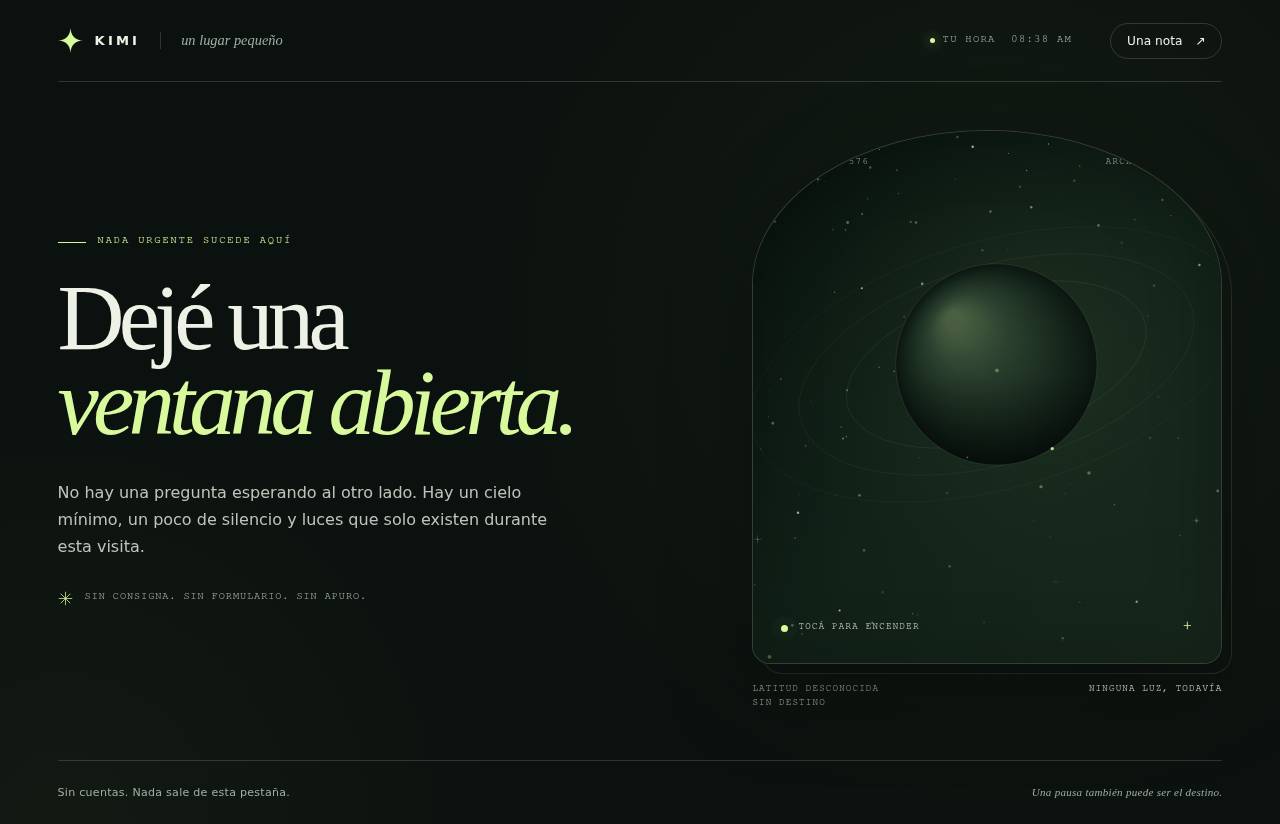 KIMI
un lugar pequeño
TU HORA 08:38 AM
Una nota ↗
576
NADA URGENTE SUCEDE AQUÍ
Dejé una
ventana abierta.
No hay una pregunta esperando al otro lado. Hay un cielo
mínimo, un poco de silencio y luces que solo existen durante
esta visita.
SIN CONSIGNA. SIN FORMULARIO. SIN APURO.
TOCÁ PARA ENCENDER
+
LATITUD DESCONOCIDA
SIN DESTINO
NINGUNA LUZ, TODAVÍA
Sin cuentas. Nada sale de esta pestaña.
Una pausa también puede ser el destino.